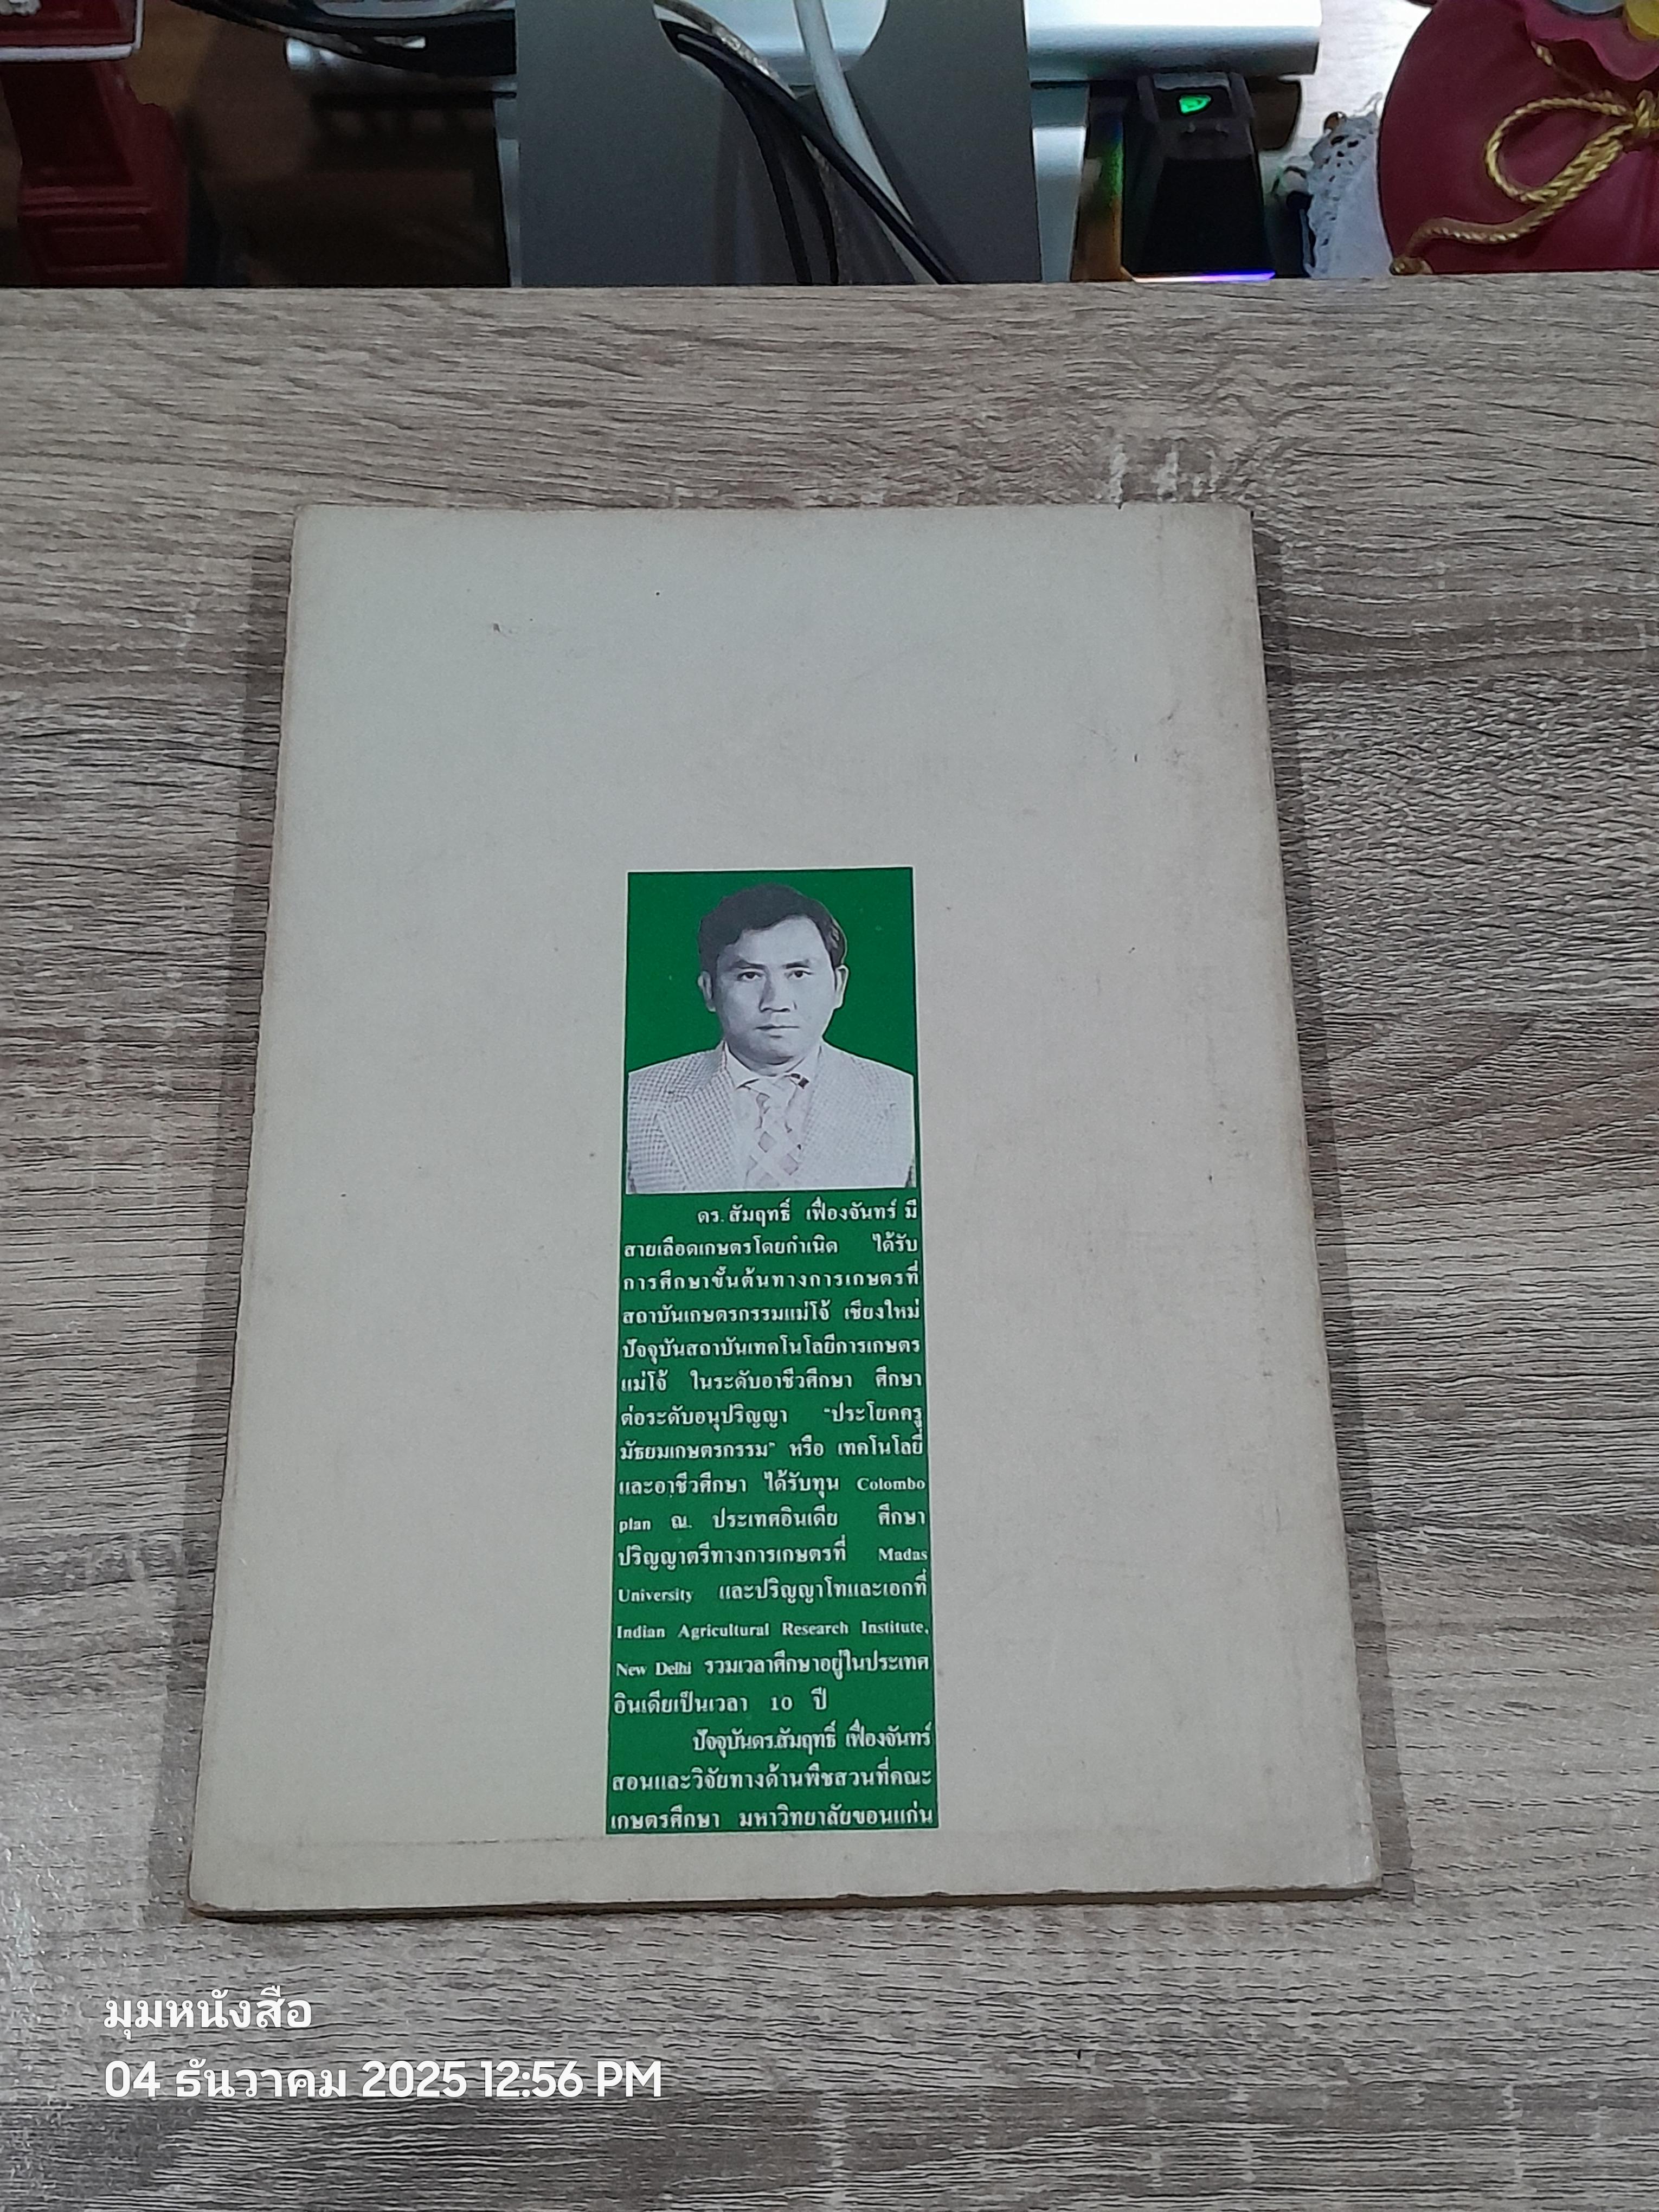 ดร. สัมฤทธิ์ เฟื่องจันทร์ มี
สายเลือดเกษตรโดยกำเนิด ได้รับ
การศึกษาขั้นต้นทางการเกษตรที่
สถาบันเกษตรกรรมแม่โจ้ เชียงใหม่
ปัจจุบันสถาบันเทคโนโลยีการเกษตร
แม่โจ้ ในระดับอาชีวศึกษา ศึกษา
ต่อระดับอนุปริญญา "ประโยคครู
มัธยมเกษตรกรรม" หรือ เทคโนโลยี่
และอาชีวศึกษา ได้รับทุน Colombo
plan ณ. ประเทศอินเดีย ศึกษา
ปริญญาตรีทางการเกษตรที่ Madas
University และปริญญาโทและเอกที่
Indian Agricultural Research Institute,
New Delhi รวมเวลาศึกษาอยู่ในประเทศ
อินเดียเป็นเวลา 10 ปี
ปัจจุบันดร.สัมฤทธิ์ เฟื่องจันทร์
สอนและวิจัยทางด้านพืชสวนที่คณะ
เกษตรศึกษา มหาวิทยาลัยขอนแก่น
มุมหนังสือ
04 ธันวาคม 2025 12:56 PM